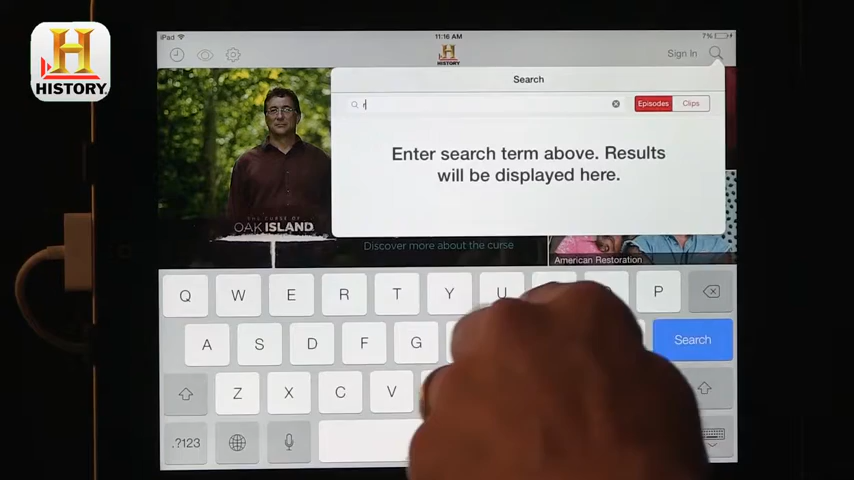 iPad
11:16 AM
7%
H
HISTORY
H
HISTORY
Sign In
Search
r
Episodes
Clips
Enter search term above. Results
will be displayed here.
THE CURSE OF
OAK ISLAND
Discover more about the curse
American Restoration
Q W E R T Y U P
A S D F G Search
Z X C V
.?123